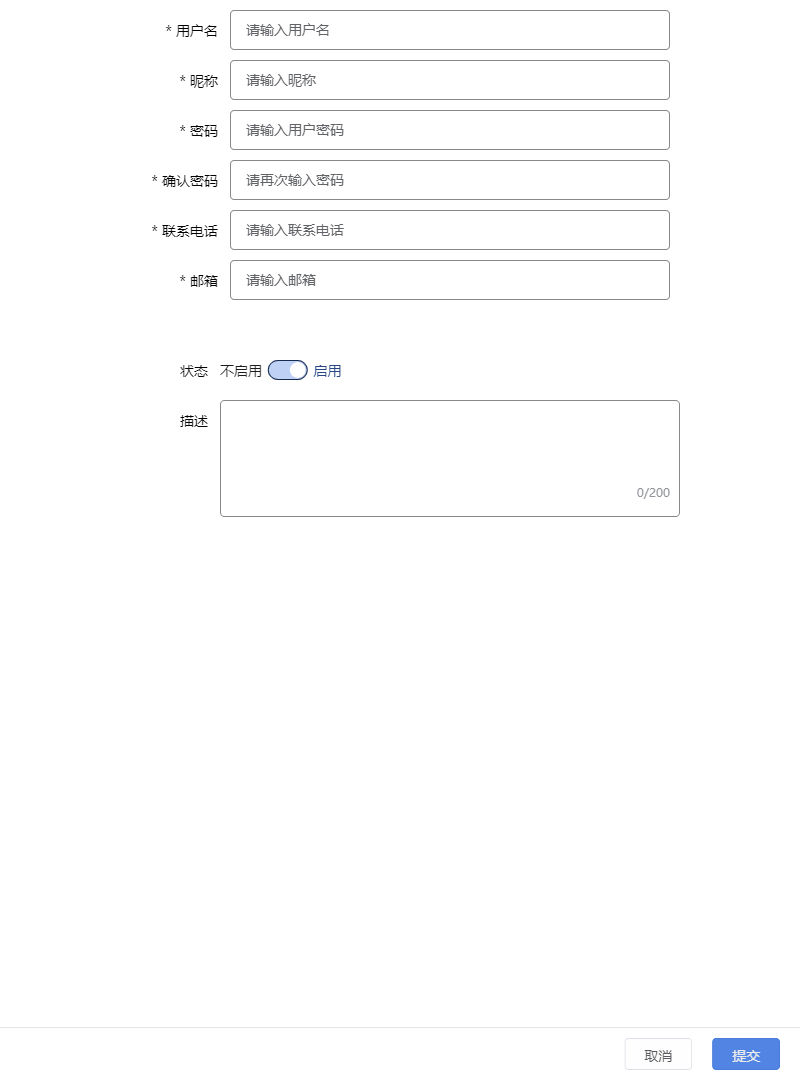 * 用户名 请输入用户名
* 昵称 请输入昵称
* 密码 请输入用户密码
* 确认密码 请再次输入密码
* 联系电话 请输入联系电话
* 邮箱 请输入邮箱
状态 不启用 启用
描述
0/200
取消 提交